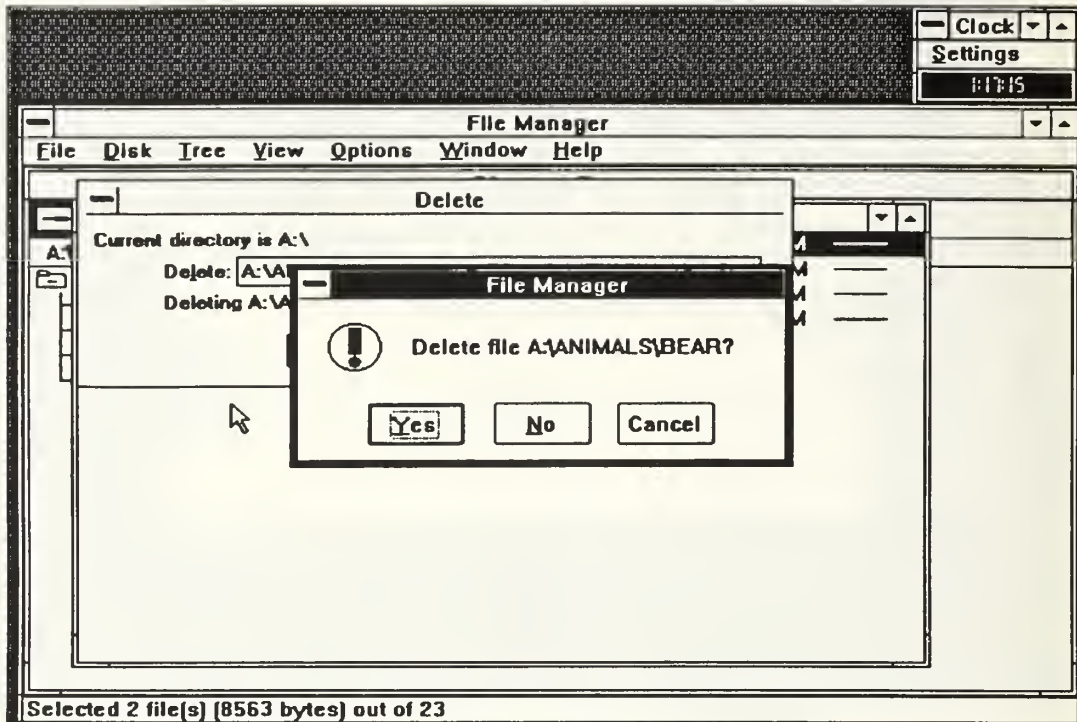 Clock
Settings
1:17:15
File Manager
File Disk Tree View Options Window Help
Delete
Current directory is A:\
Delete: A:\A
Deleting A:\A
File Manager
Delete file A:\ANIMALS\BEAR?
Yes No Cancel
A:\
M
M
M
M
Selected 2 file(s) (8563 bytes) out of 23